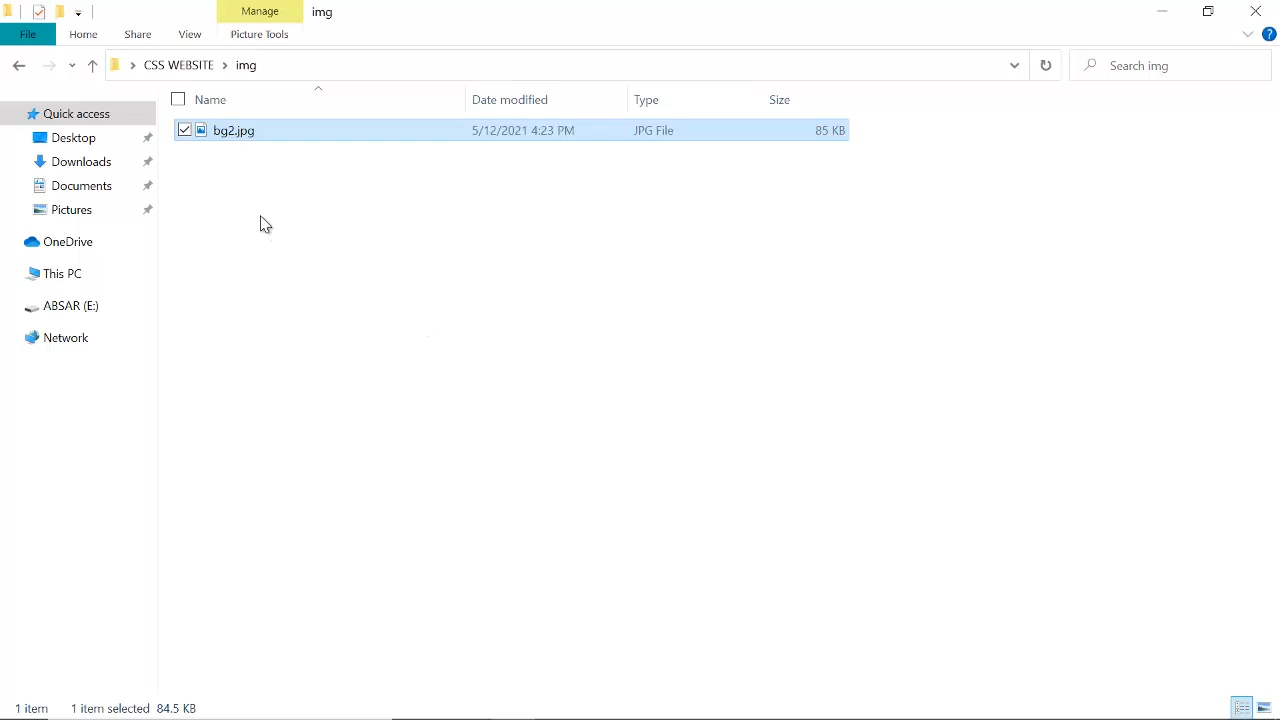 Manage
img
File
Home
Share
View
Picture Tools
?
CSS WEBSITE
img
Search img
Name
Date modified
Type
Size
Quick access
bg2.jpg
5/12/2021 4:23 PM
JPG File
85 KB
Desktop
Downloads
Documents
Pictures
OneDrive
This PC
ABSAR (E:)
Network
1 item
1 item selected 84.5 KB